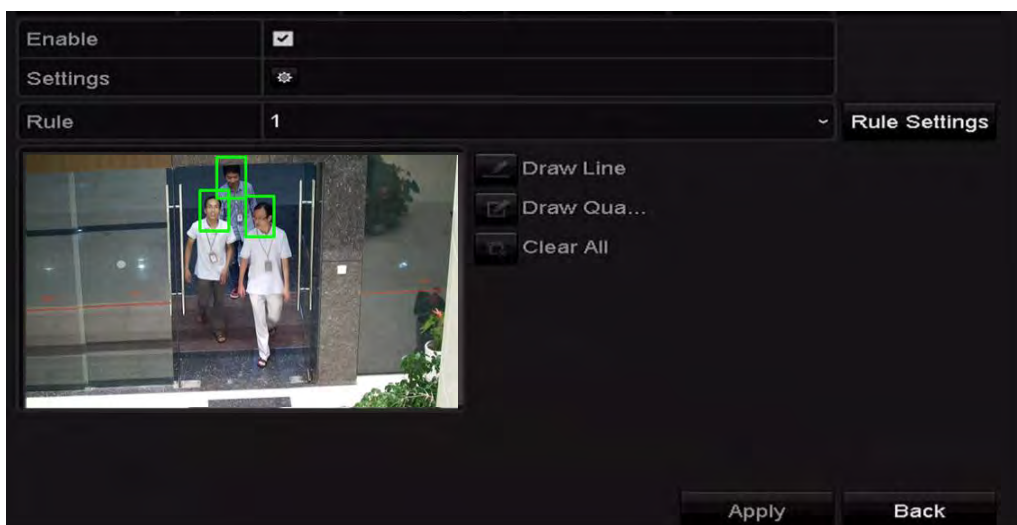 Enable
Settings
Rule 1 Rule Settings
Draw Line
Draw Qua...
Clear All
Apply Back